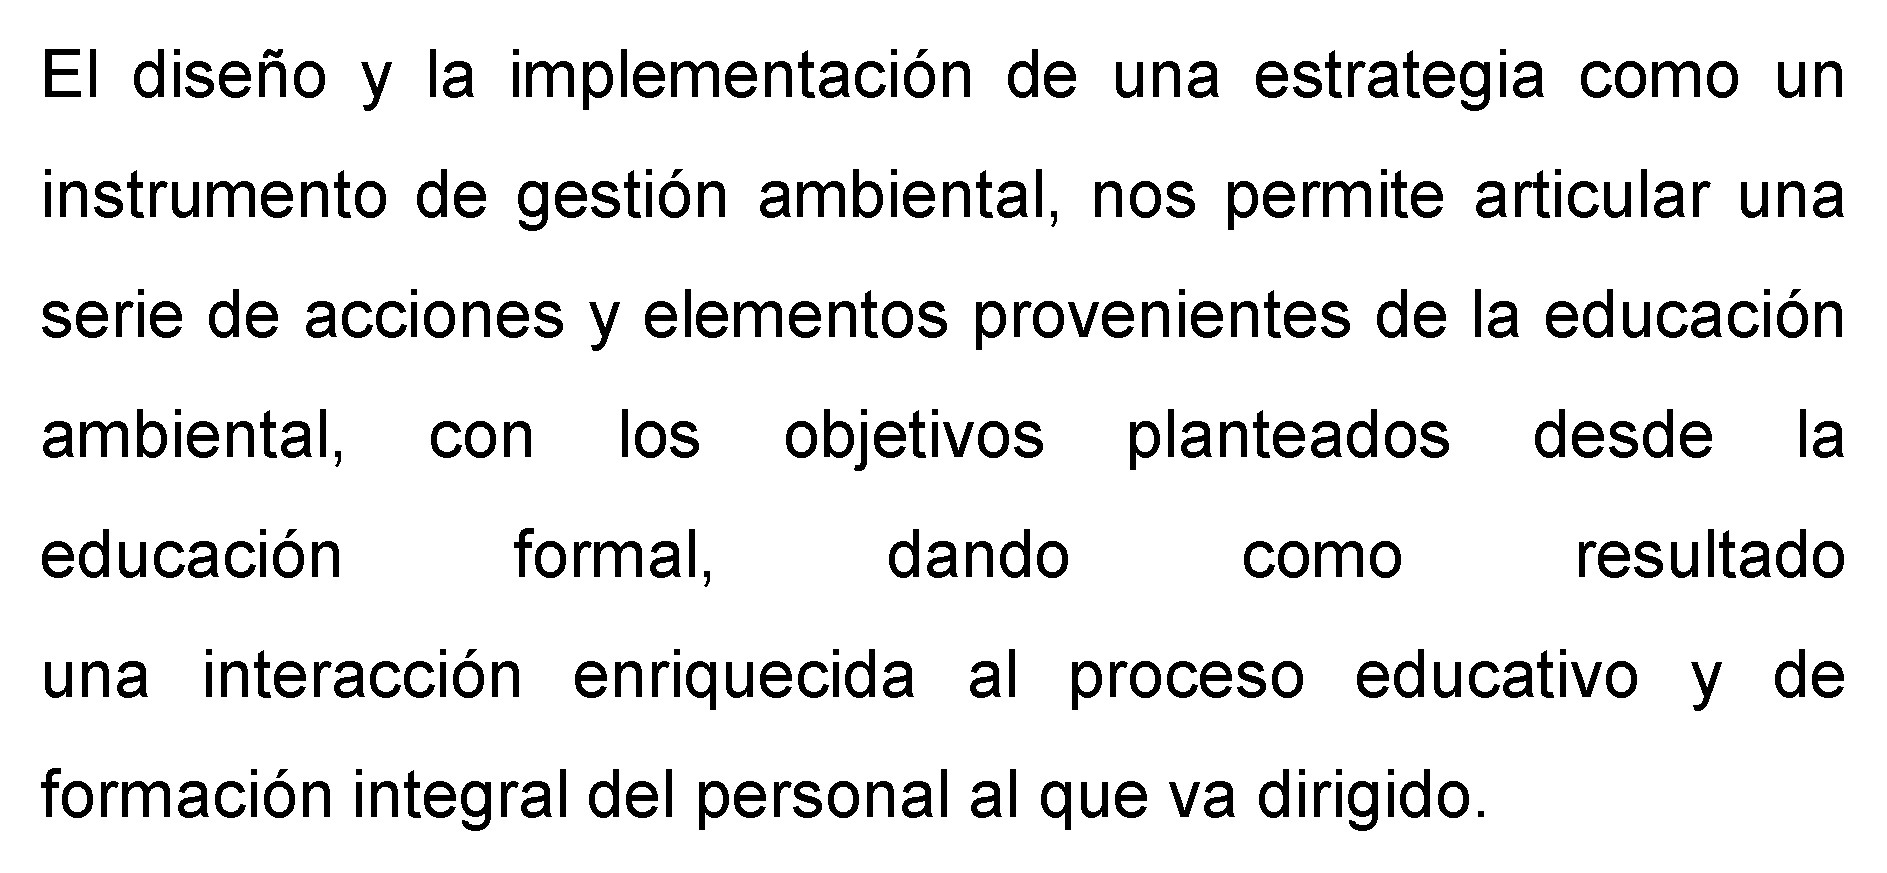 El diseño y la implementación de una estrategia como un
instrumento de gestión ambiental, nos permite articular una
serie de acciones y elementos provenientes de la educación
ambiental, con los objetivos planteados desde la
educación formal, dando como resultado
una interacción enriquecida al proceso educativo y de
formación integral del personal al que va dirigido.